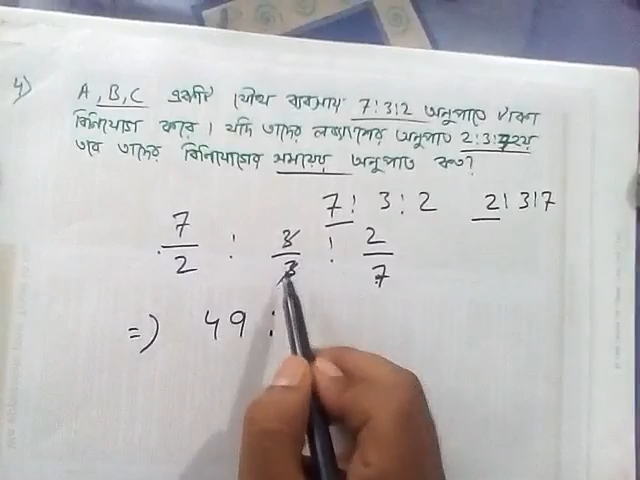 4) A, B, C একটি যৌথ ব্যবসায় 7:3:2 অনুপাতে টাকা
বিনিয়োগ করে। যদি তাদের লভ্যাংশের অনুপাত 2:3:7 হয়
তবে তাদের বিনিয়োগের সময়ের অনুপাত কত?
7: 3:2 2:3:7
7/2 : 3/3 : 2/7
=) 49 :